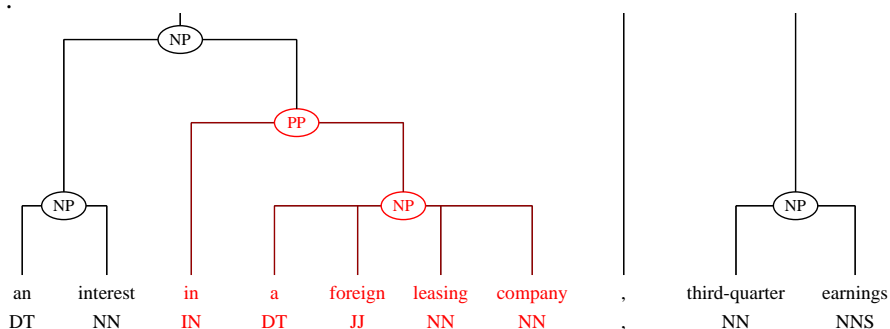 .
NP
PP
NP NP NP
an interest in a foreign leasing company , third-quarter earnings
DT NN IN DT JJ NN NN , NN NNS